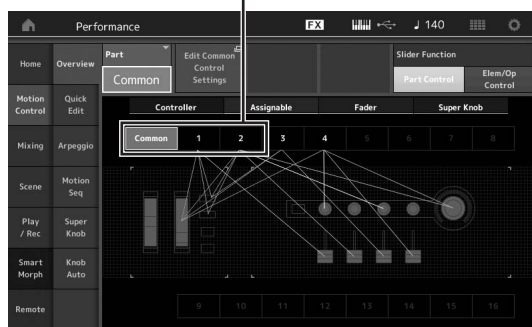 Performance FX 140
Part
Common
Edit Common
Control
Settings
Slider Function
Part Control
Elem/Op
Control
Home
Overview
Motion
Control
Quick
Edit
Mixing
Arpeggio
Scene
Motion
Seq
Play
/ Rec
Super
Knob
Smart
Morph
Knob
Auto
Remote
Controller Assignable Fader Super Knob
Common 1 2 3 4 5 6 7 8
9 10 11 12 13 14 15 16